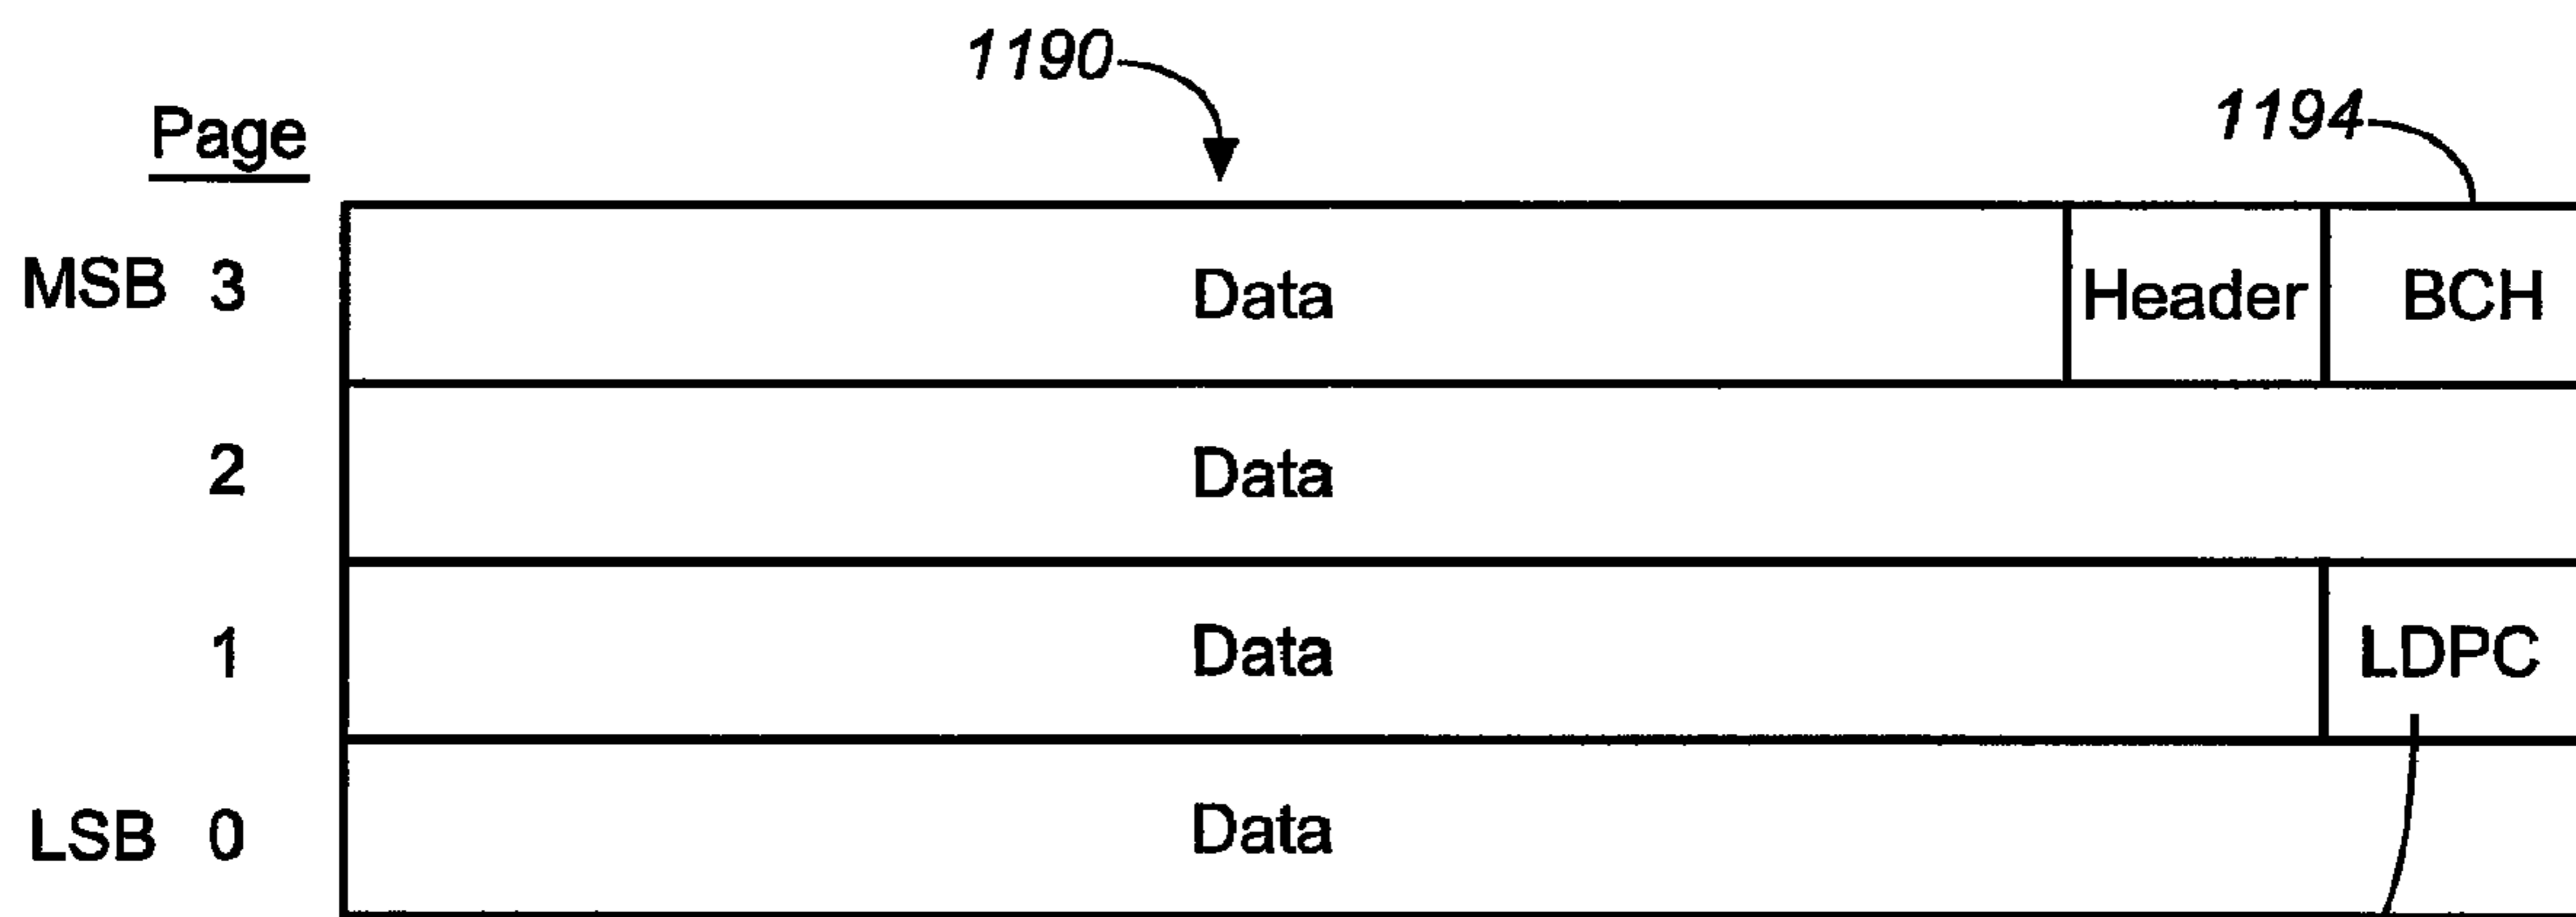 1190
1194
Page
MSB 3 Data Header BCH
2 Data
1 Data LDPC
LSB 0 Data